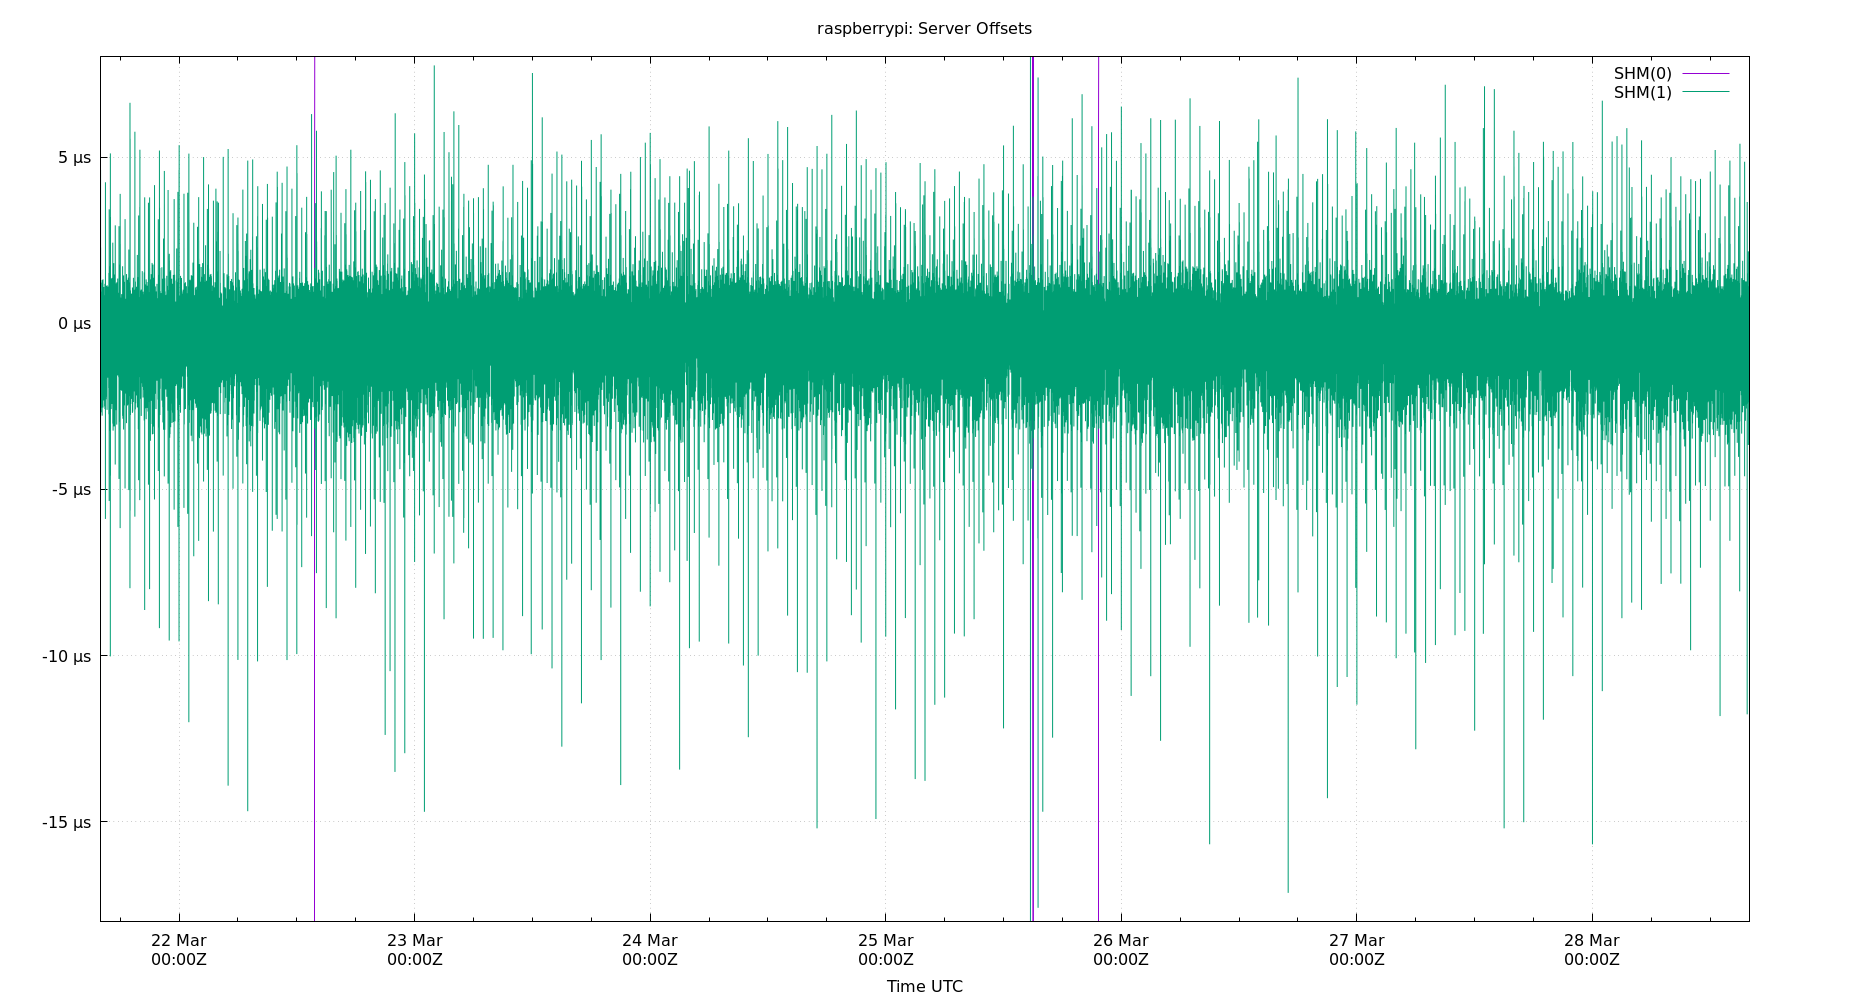 raspberrypi: Server Offsets
SHM(0)
SHM(1)
5 µs
0 µs
-5 µs
-10 µs
-15 µs
22 Mar 23 Mar 24 Mar 25 Mar 26 Mar 27 Mar 28 Mar
00:00Z 00:00Z 00:00Z 00:00Z 00:00Z 00:00Z 00:00Z
Time UTC